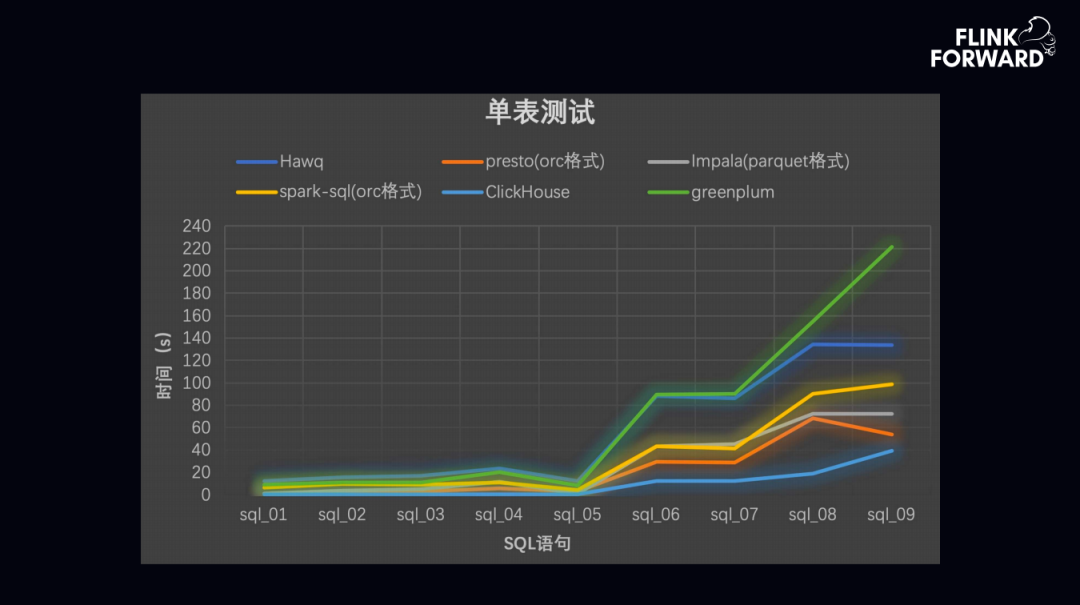 FLINK
FORWARD
单表测试
Hawq
presto(orc格式)
Impala(parquet格式)
spark-sql(orc格式)
ClickHouse
greenplum
240
220
200
180
160
140
120
100
80
60
40
20
0
时间（s）
sql_01 sql_02 sql_03 sql_04 sql_05 sql_06 sql_07 sql_08 sql_09
SQL语句